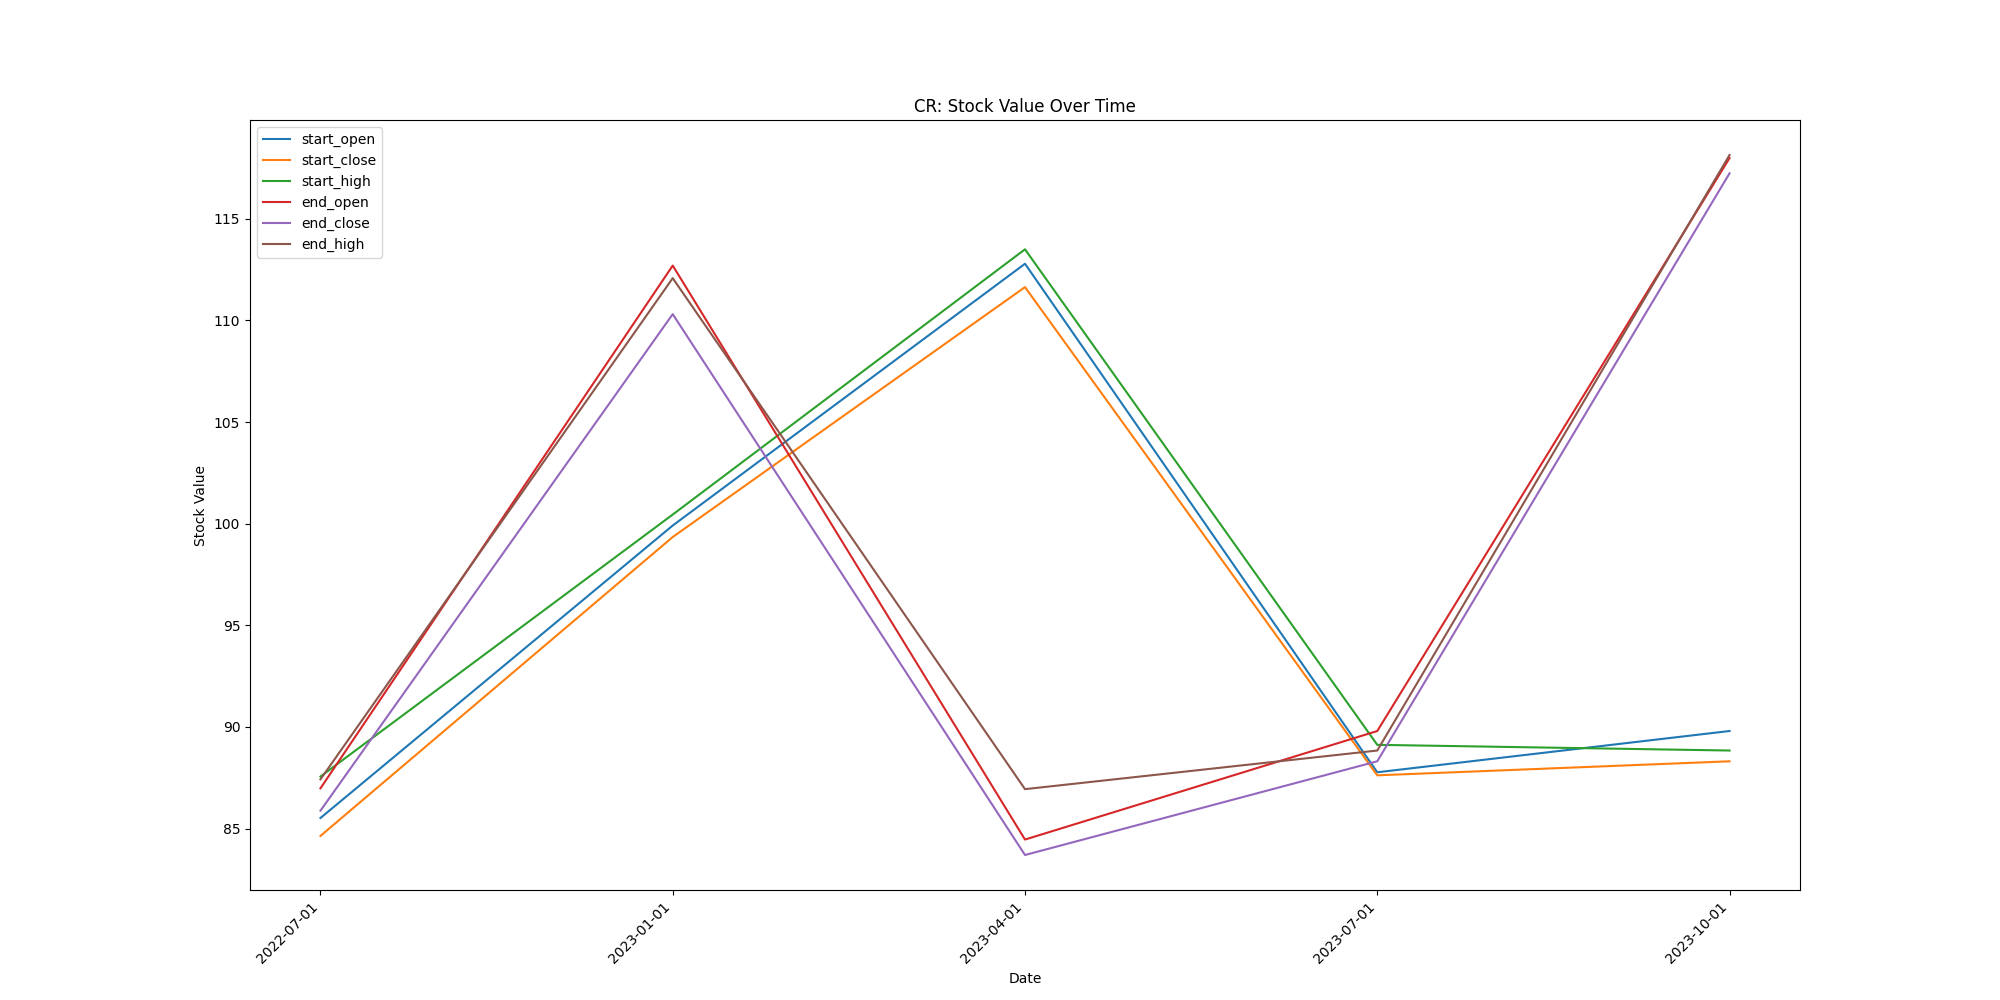 CR: Stock Value Over Time
start_open
start_close
start_high
end_open
end_close
end_high
115
110
105
100
95
90
85
Stock Value
2022-07-01
2023-01-01
2023-04-01
2023-07-01
2023-10-01
Date